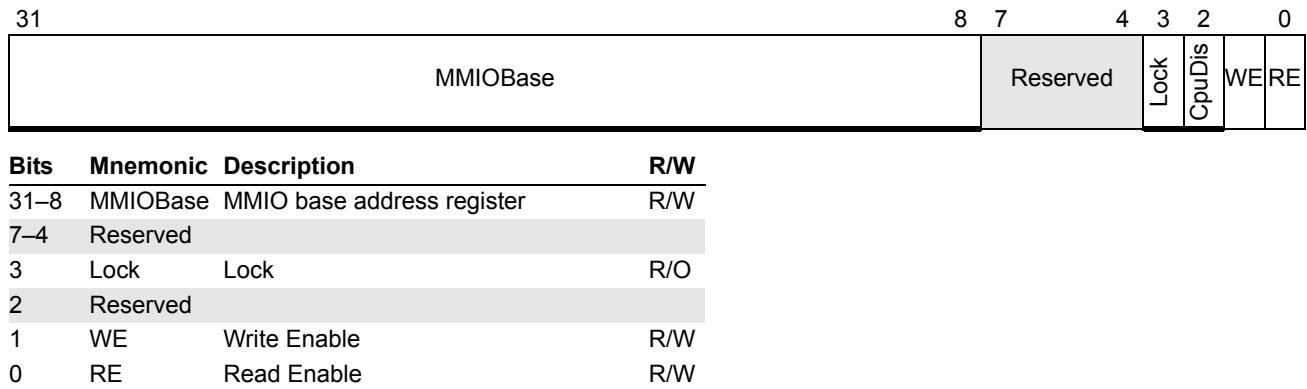 31 8 7 4 3 2 0
MMIOBase Reserved Lock CpuDis WE RE
Bits Mnemonic Description R/W
31–8 MMIOBase MMIO base address register R/W
7–4 Reserved
3 Lock Lock R/O
2 Reserved
1 WE Write Enable R/W
0 RE Read Enable R/W